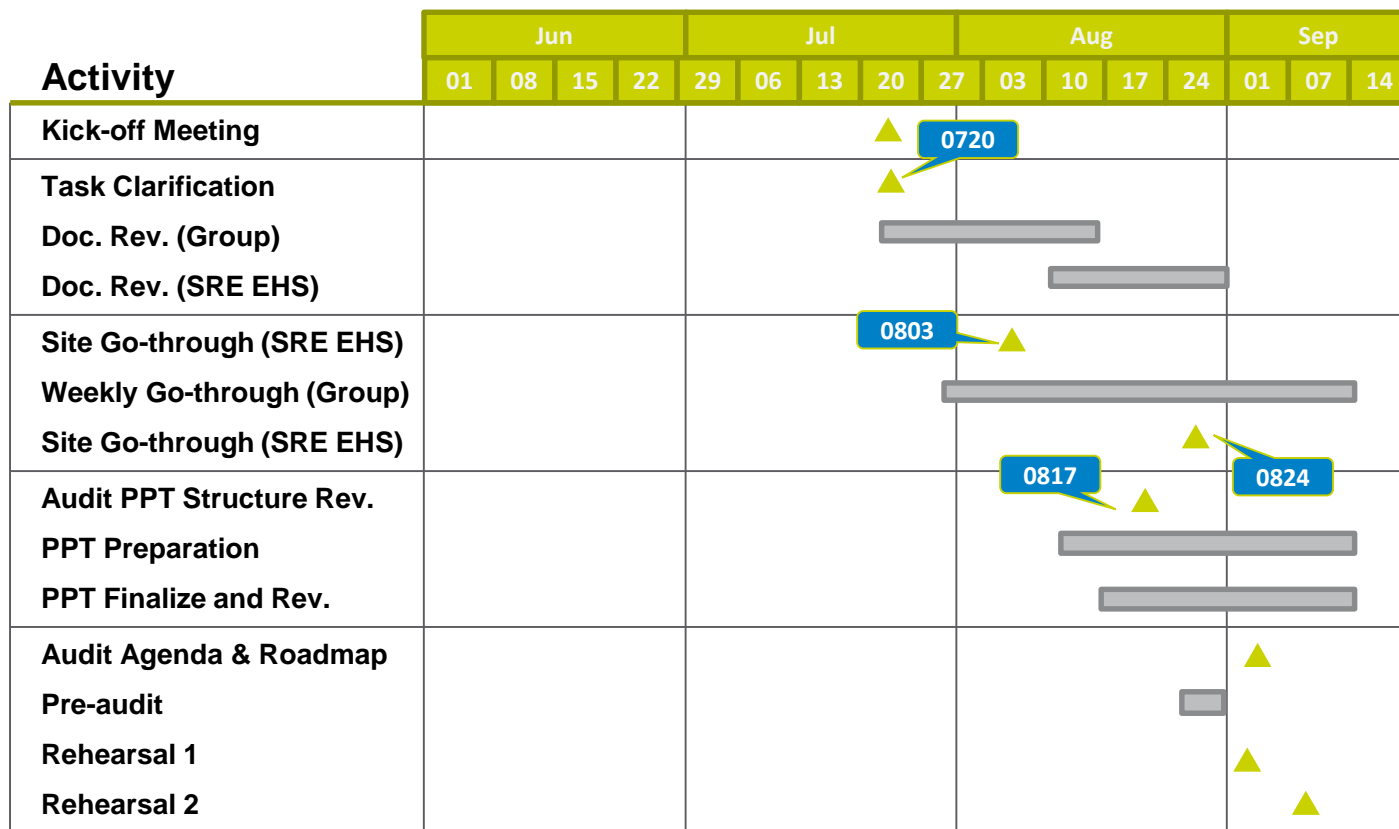 Jun Jul Aug Sep
Activity 01 08 15 22 29 06 13 20 27 03 10 17 24 01 07 14
Kick-off Meeting
0720
Task Clarification
Doc. Rev. (Group)
Doc. Rev. (SRE EHS)
0803
Site Go-through (SRE EHS)
Weekly Go-through (Group)
Site Go-through (SRE EHS)
0817
0824
Audit PPT Structure Rev.
PPT Preparation
PPT Finalize and Rev.
Audit Agenda & Roadmap
Pre-audit
Rehearsal 1
Rehearsal 2